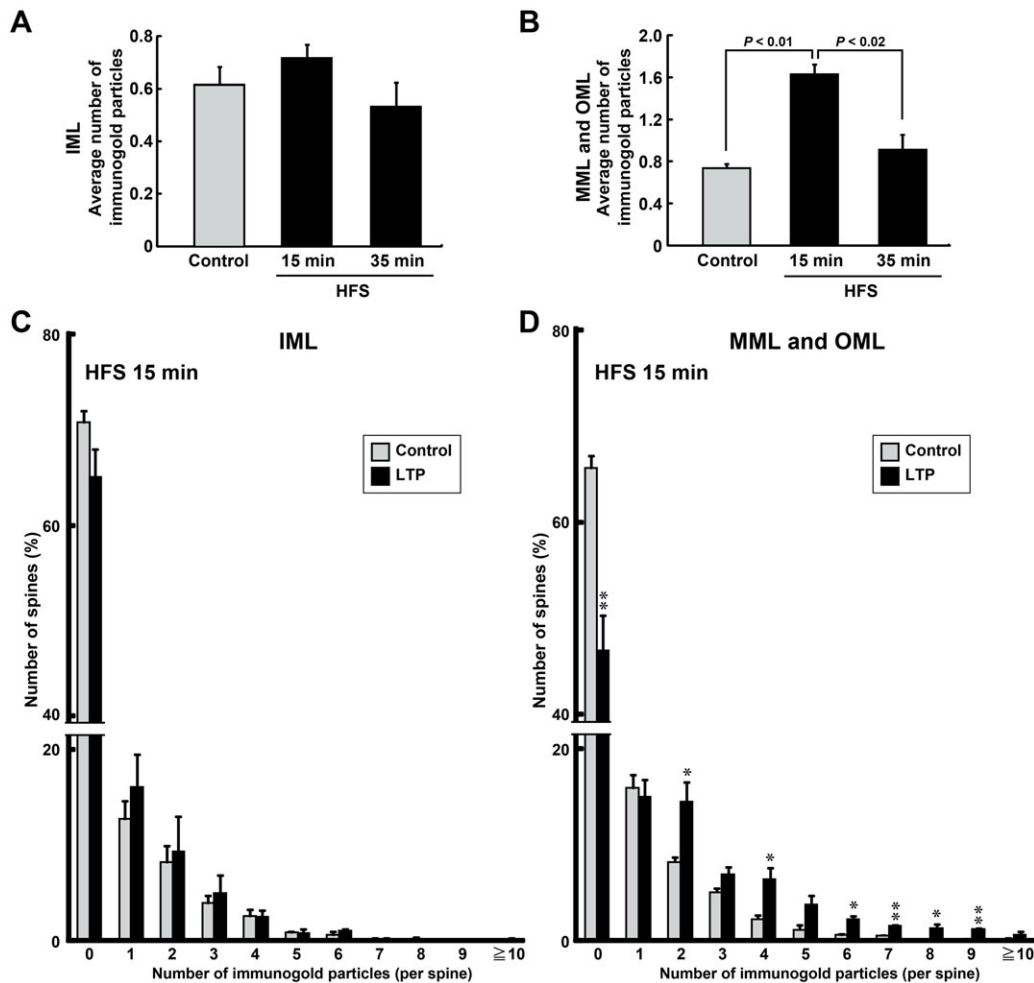 A
IML
Average number of
immunogold particles
0.8
0.6
0.4
0.2
0
Control
15 min
35 min
HFS
B
MML and OML
Average number of
immunogold particles
2.0
1.6
1.2
0.8
0.4
0
P < 0.01
P < 0.02
Control
15 min
35 min
HFS
C
IML
HFS 15 min
Control
LTP
Number of spines (%)
80
60
40
20
0
0 1 2 3 4 5 6 7 8 9 ≧10
Number of immunogold particles (per spine)
D
MML and OML
HFS 15 min
Control
LTP
Number of spines (%)
80
60
40
20
0
**
*
*
*
**
*
**
0 1 2 3 4 5 6 7 8 9 ≧10
Number of immunogold particles (per spine)